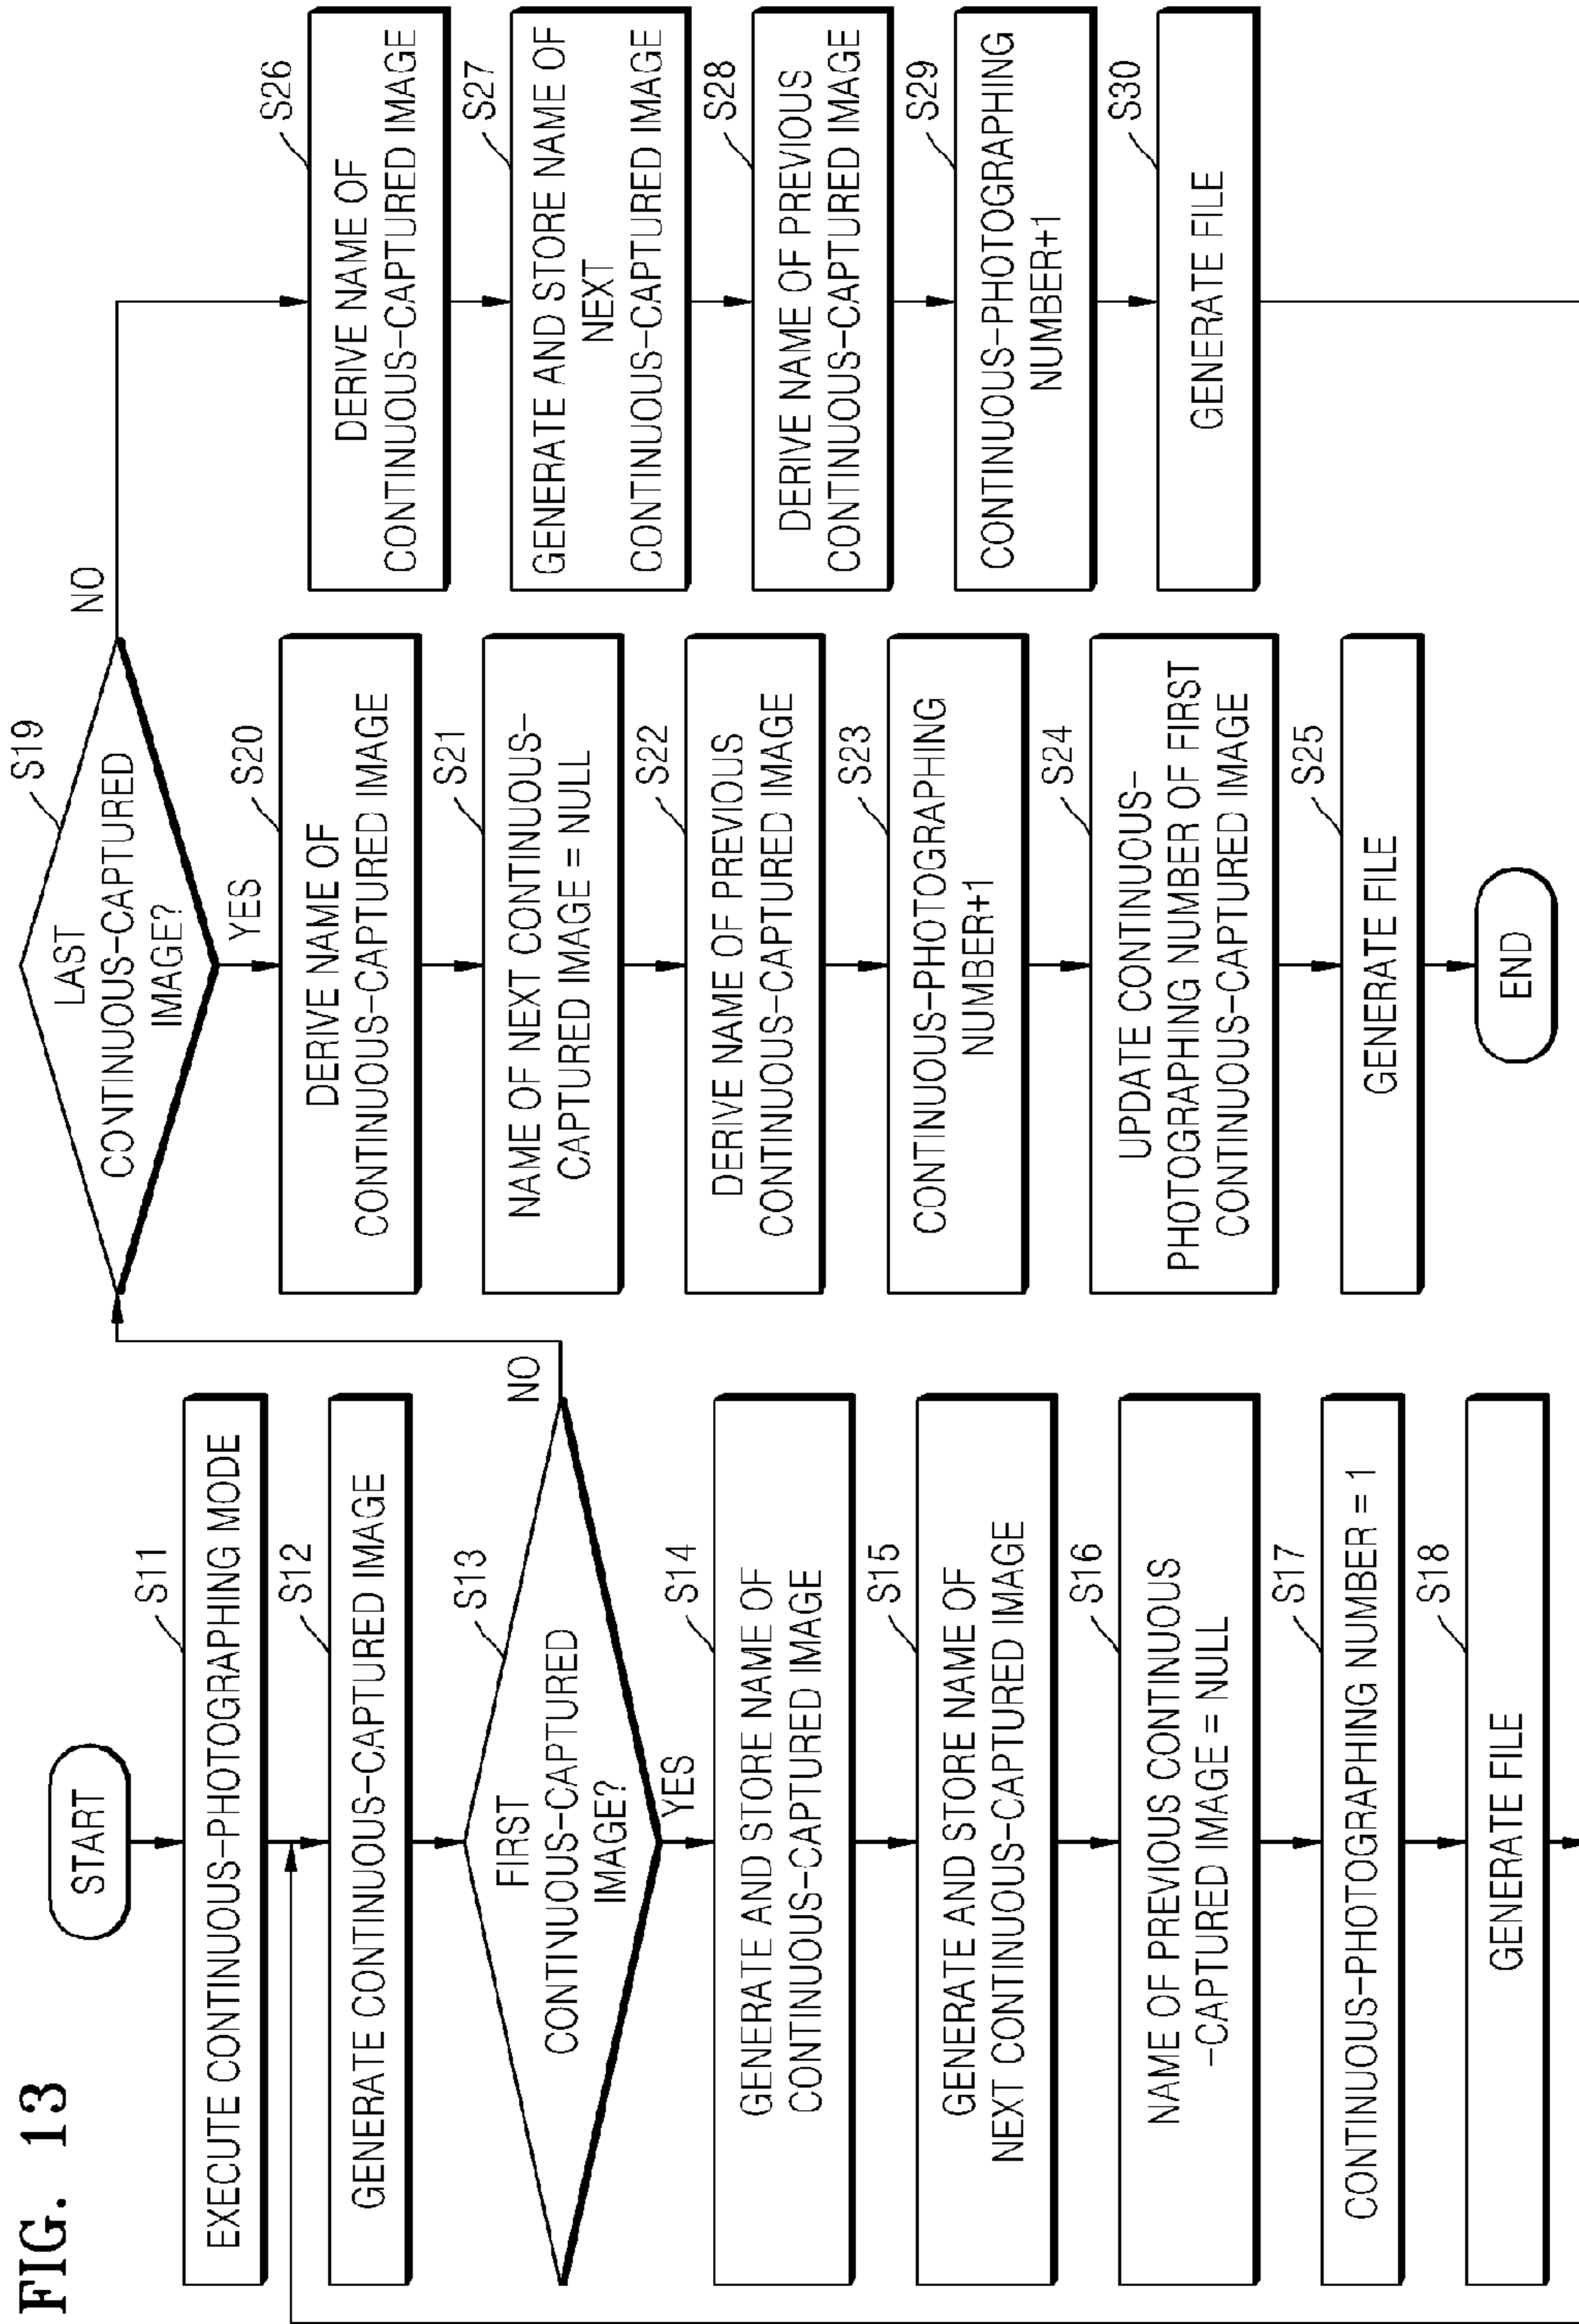 FIG. 13
START
EXECUTE CONTINUOUS-PHOTOGRAPHING MODE
S11
GENERATE CONTINUOUS-CAPTURED IMAGE
S12
FIRST
CONTINUOUS-CAPTURED
IMAGE?
S13
NO
YES
GENERATE AND STORE NAME OF
CONTINUOUS-CAPTURED IMAGE
S14
GENERATE AND STORE NAME OF
NEXT CONTINUOUS-CAPTURED IMAGE
S15
NAME OF PREVIOUS CONTINUOUS
-CAPTURED IMAGE = NULL
S16
CONTINUOUS-PHOTOGRAPHING NUMBER = 1
S17
GENERATE FILE
S18
LAST
CONTINUOUS-CAPTURED
IMAGE?
S19
NO
YES
DERIVE NAME OF
CONTINUOUS-CAPTURED IMAGE
S20
NAME OF NEXT CONTINUOUS-
CAPTURED IMAGE = NULL
S21
DERIVE NAME OF PREVIOUS
CONTINUOUS-CAPTURED IMAGE
S22
CONTINUOUS-PHOTOGRAPHING
NUMBER+1
S23
UPDATE CONTINUOUS-
PHOTOGRAPHING NUMBER OF FIRST
CONTINUOUS-CAPTURED IMAGE
S24
GENERATE FILE
S25
END
DERIVE NAME OF
CONTINUOUS-CAPTURED IMAGE
S26
GENERATE AND STORE NAME OF
NEXT
CONTINUOUS-CAPTURED IMAGE
S27
DERIVE NAME OF PREVIOUS
CONTINUOUS-CAPTURED IMAGE
S28
CONTINUOUS-PHOTOGRAPHING
NUMBER+1
S29
GENERATE FILE
S30